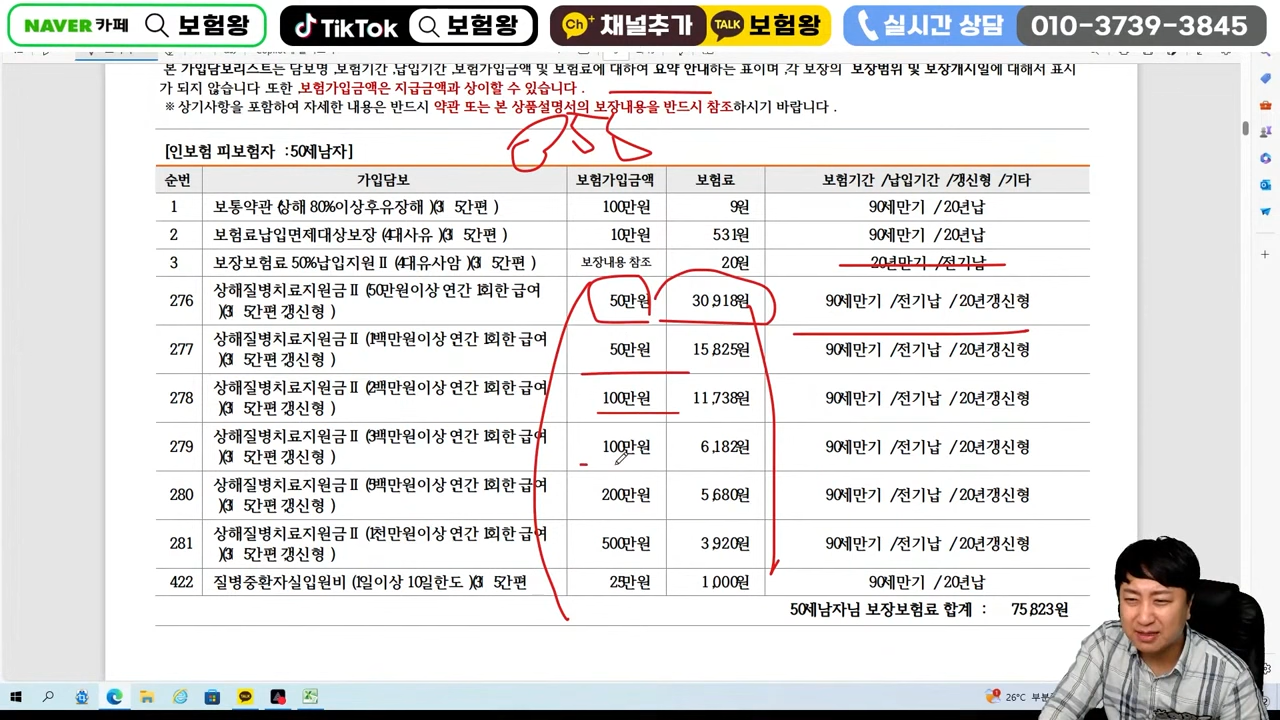 NAVER 카페 보험왕
TikTok 보험왕
Ch+ 채널추가 TALK 보험왕
실시간 상담 010-3739-3845
본 가입담보리스트는 담보명 ,보험기간 ,납입기간 ,보험가입금액 및 보험료에 대하여 요약 안내하는 표이며 ,각 보장의 보장범위 및 보장개시일에 대해서 표시
가 되지 않습니다 또한 .보험가입금액은 지급금액과 상이할 수 있습니다 .
※ 상기사항을 포함하여 자세한 내용은 반드시 약관 또는 본 상품설명서의 보장내용을 반드시 참조하시기 바랍니다 .
[인보험 피보험자 : 50세남자]
순번 가입담보 보험가입금액 보험료 보험기간 /납입기간 /갱신형 /기타
1 보통약관 (상해 80%이상후유장해 )(3 5간편 ) 100만원 9원 90세만기 / 20년납
2 보험료납입면제대상보장 (4대사유 )(3 5간편 ) 10만원 531원 90세만기 / 20년납
3 보장보험료 50%납입지원Ⅱ (4대유사암 )(3 5간편 ) 보장내용 참조 20원 20년만기 /전기납
276 상해질병치료지원금Ⅱ (50만원이상 연간 1회한 급여 )(3 5간편 갱신형 ) 50만원 30,918원 90세만기 /전기납 / 20년갱신형
277 상해질병치료지원금Ⅱ (1백만원이상 연간 1회한 급여 )(3 5간편 갱신형 ) 50만원 15,825원 90세만기 /전기납 / 20년갱신형
278 상해질병치료지원금Ⅱ (2백만원이상 연간 1회한 급여 )(3 5간편 갱신형 ) 100만원 11,738원 90세만기 /전기납 / 20년갱신형
279 상해질병치료지원금Ⅱ (3백만원이상 연간 1회한 급여 )(3 5간편 갱신형 ) 100만원 6,182원 90세만기 /전기납 / 20년갱신형
280 상해질병치료지원금Ⅱ (5백만원이상 연간 1회한 급여 )(3 5간편 갱신형 ) 200만원 5,680원 90세만기 /전기납 / 20년갱신형
281 상해질병치료지원금Ⅱ (1천만원이상 연간 1회한 급여 )(3 5간편 갱신형 ) 500만원 3,920원 90세만기 /전기납 / 20년갱신형
422 질병중환자실입원비 (1일이상 10일한도 )(3 5간편 25만원 1,000원 90세만기 / 20년납
50세남자님 보장보험료 합계 : 75,823원
26°C 부분